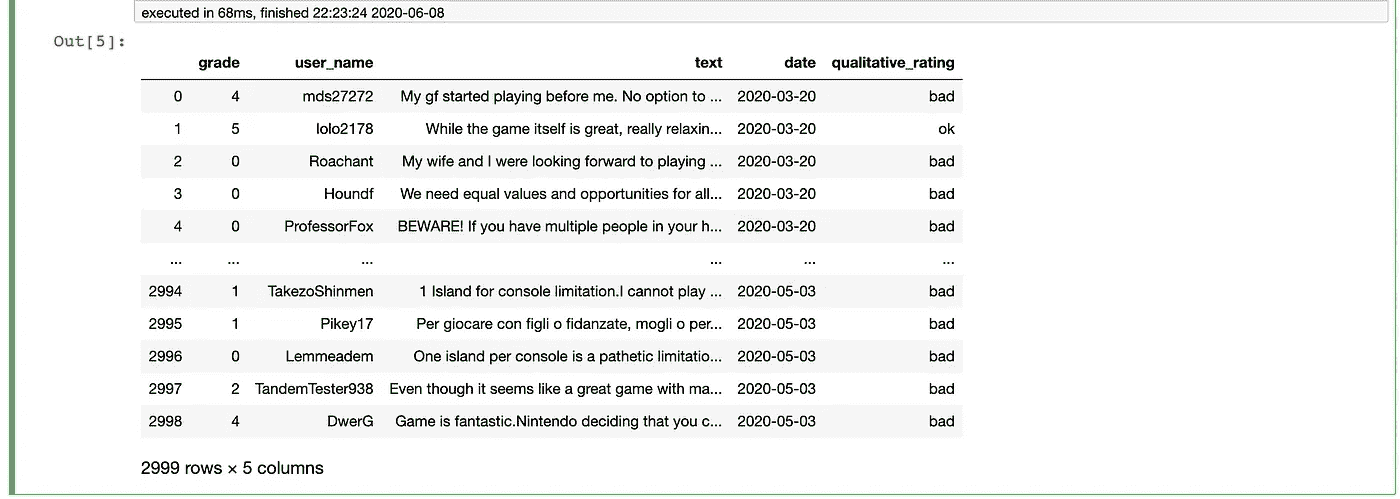 executed in 68ms, finished 22:23:24 2020-06-08
Out[5]:
grade user_name text date qualitative_rating
0 4 mds27272 My gf started playing before me. No option to ... 2020-03-20 bad
1 5 lolo2178 While the game itself is great, really relaxin... 2020-03-20 ok
2 0 Roachant My wife and I were looking forward to playing ... 2020-03-20 bad
3 0 Houndf We need equal values and opportunities for all... 2020-03-20 bad
4 0 ProfessorFox BEWARE! If you have multiple people in your h... 2020-03-20 bad
... ... ... ... ... ...
2994 1 TakezoShinmen 1 Island for console limitation.I cannot play ... 2020-05-03 bad
2995 1 Pikey17 Per giocare con figli o fidanzate, mogli o per... 2020-05-03 bad
2996 0 Lemmeadem One island per console is a pathetic limitatio... 2020-05-03 bad
2997 2 TandemTester938 Even though it seems like a great game with ma... 2020-05-03 bad
2998 4 DwerG Game is fantastic.Nintendo deciding that you c... 2020-05-03 bad
2999 rows × 5 columns